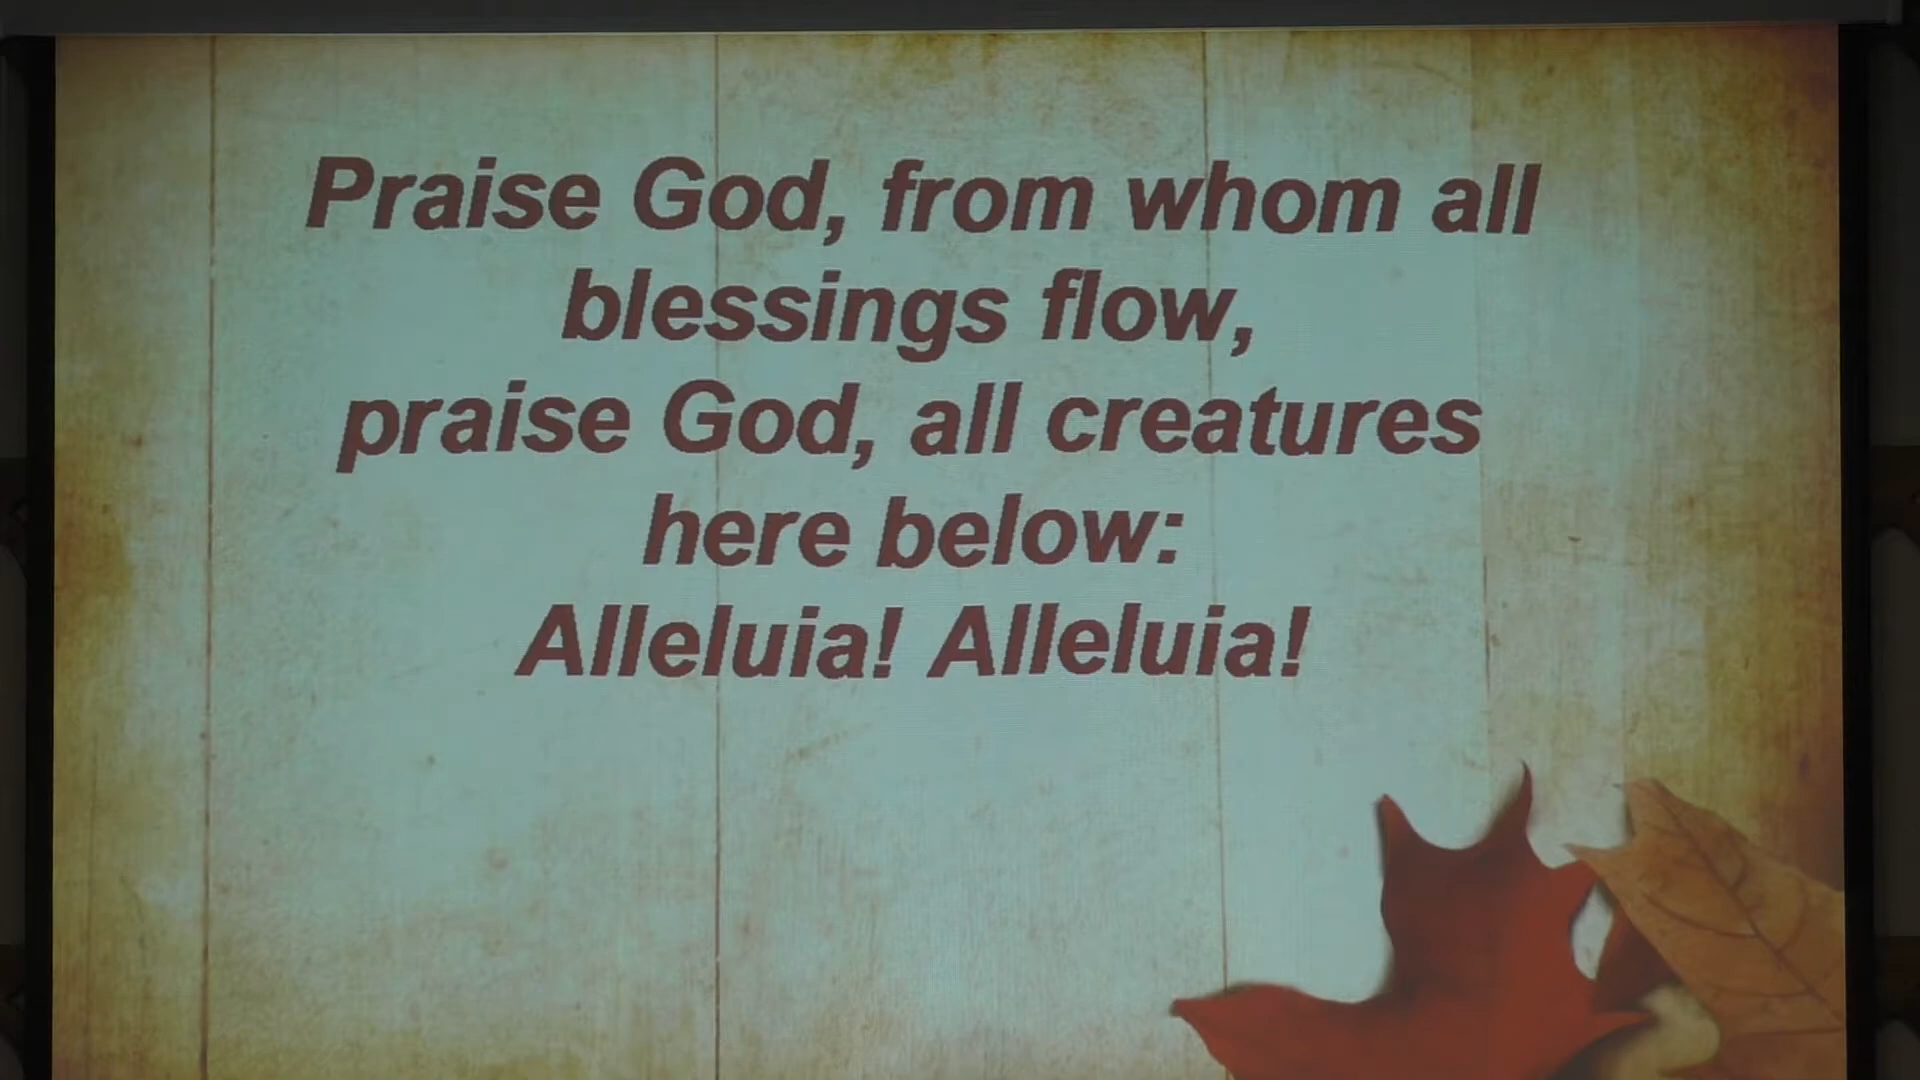 Praise God, from whom all
blessings flow,
praise God, all creatures
here below:
Alleluia! Alleluia!